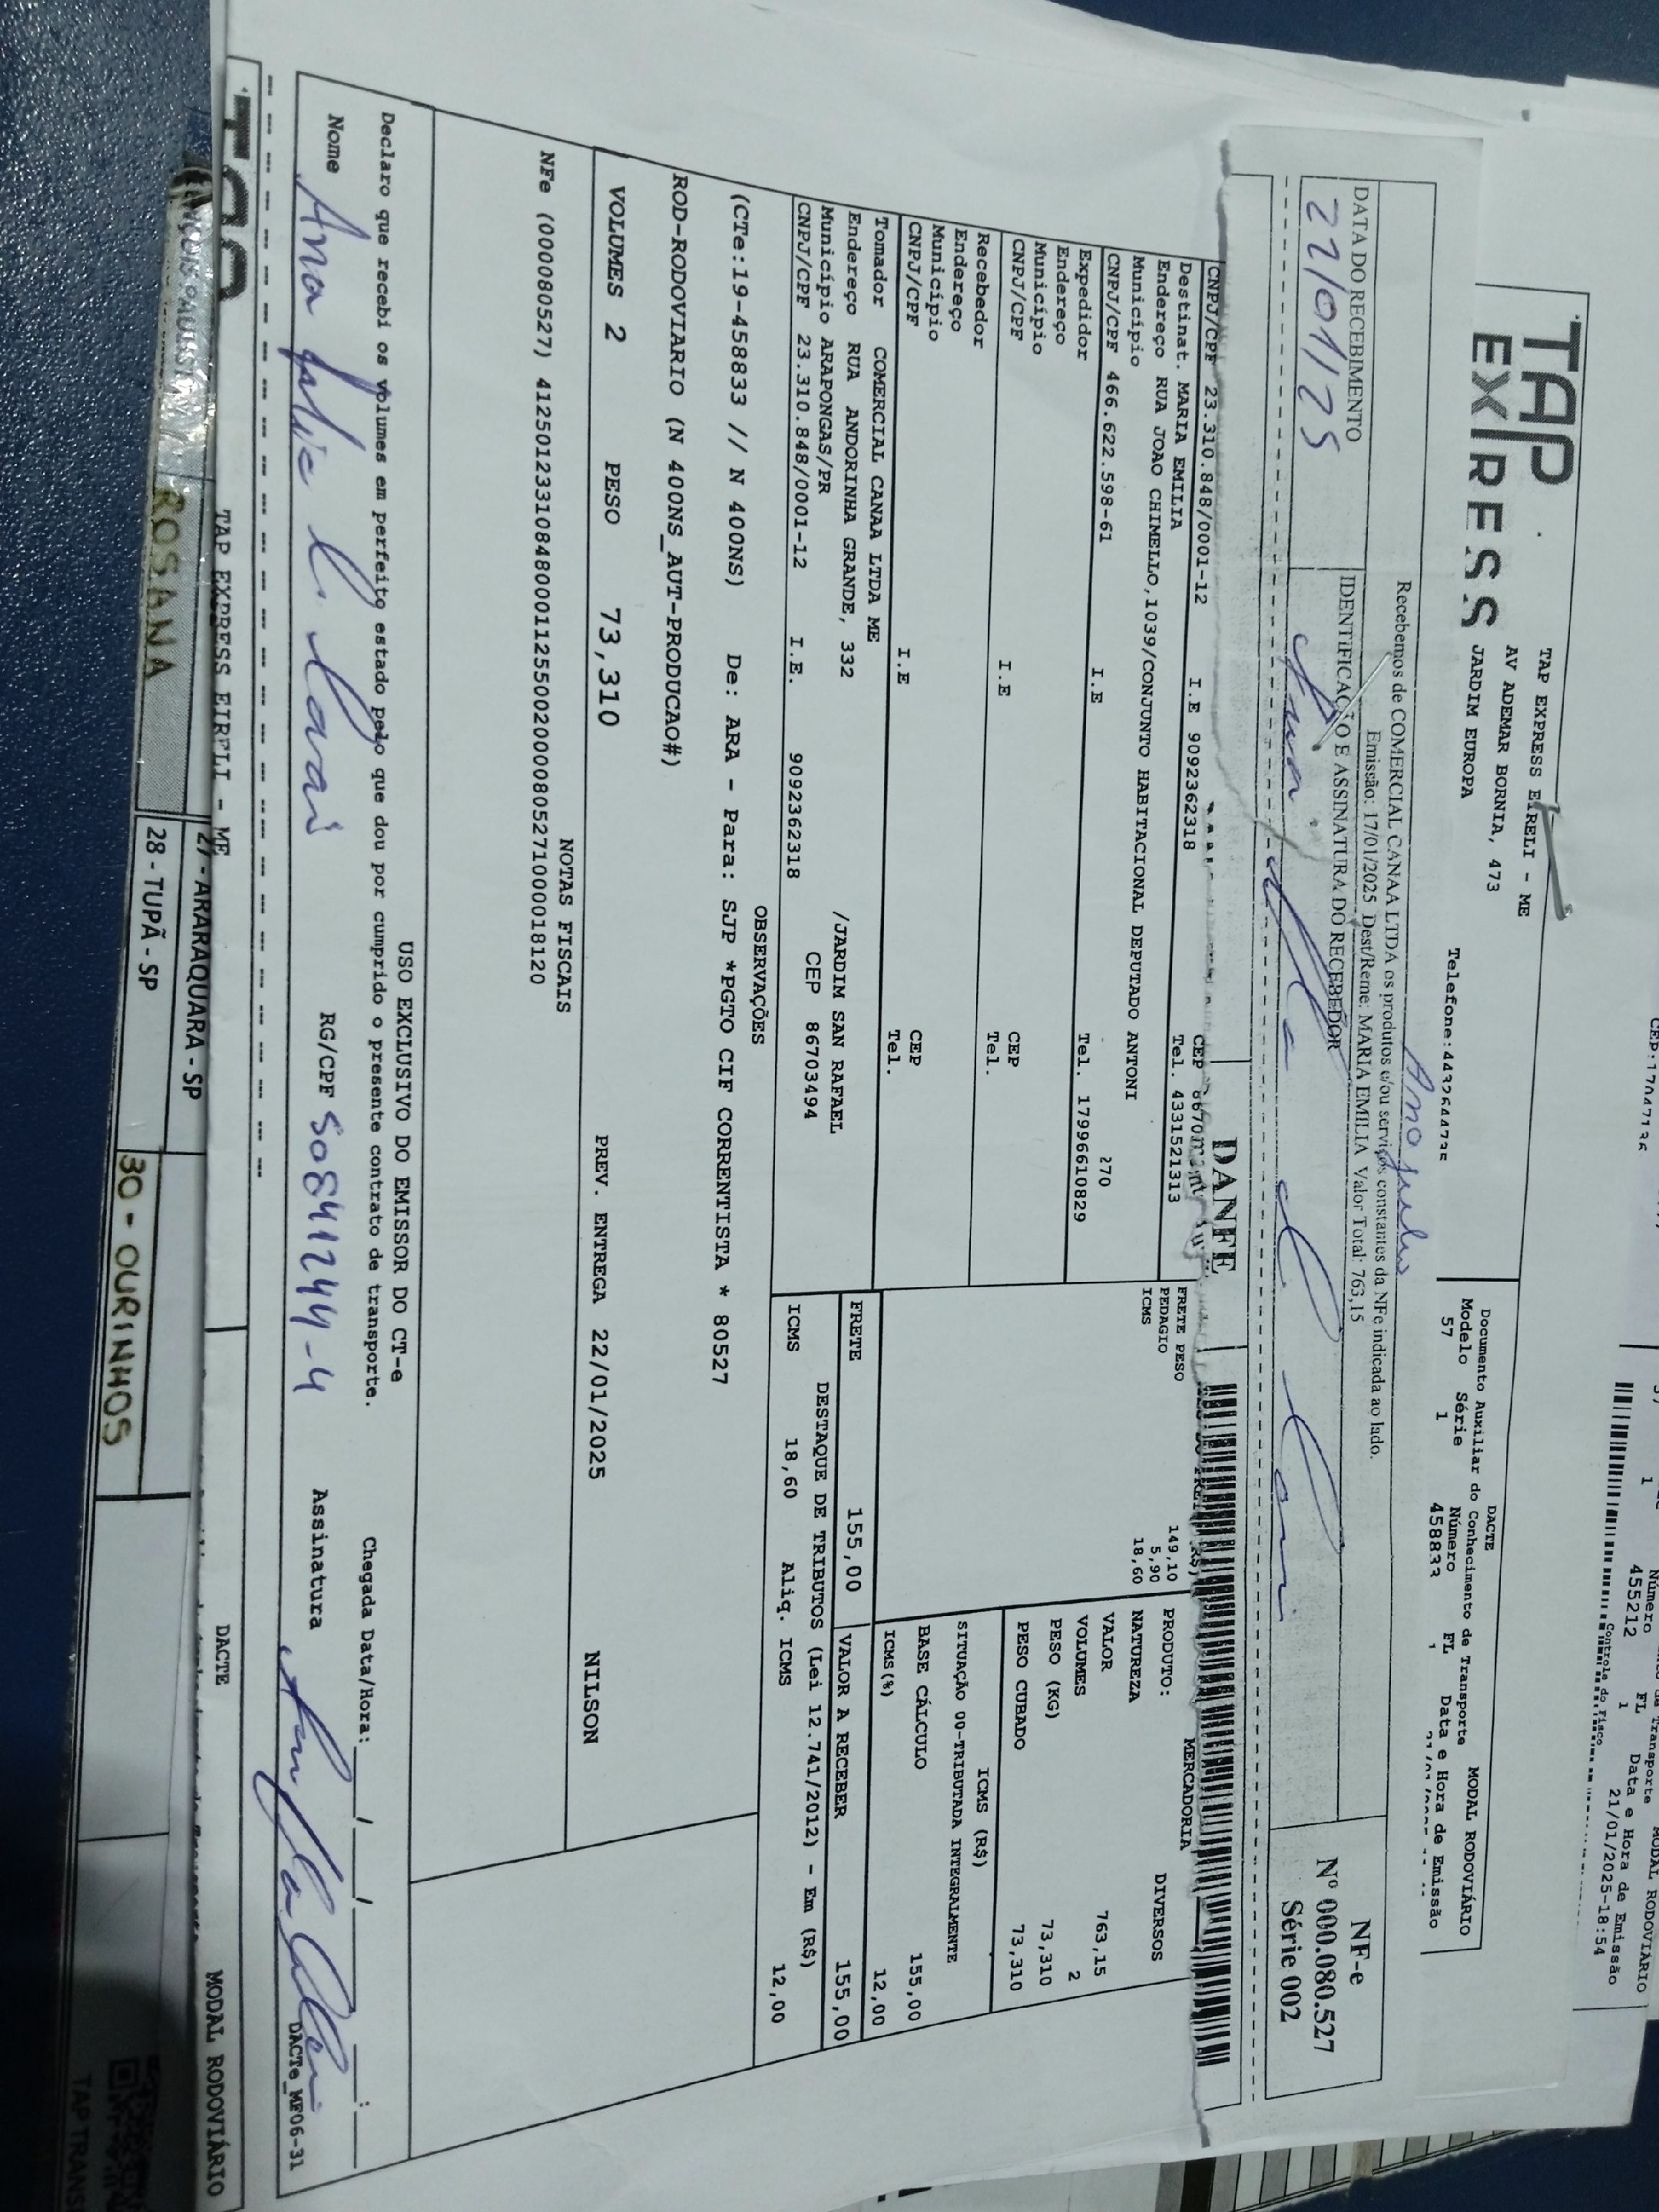 TAP EXPRESS
TAP EXPRESS EIRELI - ME
AV ADEMAR BORNIA, 473
JARDIM EUROPA
DACTE
MODAL RODOVIÁRIO
Documento Auxiliar do Conhecimento de Transporte
Modelo Série Número FL Data e Hora de Emissão
57 1 458833 1
Recebemos de COMERCIAL CANAA LTDA os produtos e/ou serviços constantes da NFe indicada ao lado.
Emissão: 17/01/2025 Dest/Reme: MARIA EMILIA Valor Total: 763,15
DATA DO RECEBIMENTO
IDENTIFICAÇÃO E ASSINATURA DO RECEBEDOR
22/01/25
NF-e
Nº 000.080.527
Série 002
DANFE
CNPJ/CPF 23.310.848/0001-12 I.E 9092362318
CEP
Destinat. MARIA EMILIA Tel. 4331521313
Endereço RUA JOAO CHIMELLO,1039/CONJUNTO HABITACIONAL DEPUTADO ANTONI
Município 270
CNPJ/CPF 466.622.598-61 I.E Tel. 17996610829
Expedidor
Endereço
Município CEP
CNPJ/CPF I.E Tel.
Recebedor
Endereço
Município CEP
CNPJ/CPF I.E Tel.
Tomador COMERCIAL CANAA LTDA ME
Endereço RUA ANDORINHA GRANDE, 332 /JARDIM SAN RAFAEL
Município ARAPONGAS/PR CEP 86703494
CNPJ/CPF 23.310.848/0001-12 I.E. 9092362318
FRETE PESO 149,10
PEDAGIO 5,90
ICMS 18,60
PRODUTO: MERCADORIA
NATUREZA DIVERSOS
VALOR 763,15
VOLUMES 2
PESO (KG) 73,310
PESO CUBADO 73,310
ICMS (R$)
SITUAÇÃO 00-TRIBUTADA INTEGRALMENTE
BASE CÁLCULO 155,00
ICMS(%) 12,00
FRETE 155,00 VALOR A RECEBER 155,00
DESTAQUE DE TRIBUTOS (Lei 12.741/2012) - Em (R$)
ICMS 18,60 Aliq. ICMS 12,00
OBSERVAÇÕES
(CTe:19-458833 // N 400NS) De: ARA - Para: SJP *PGTO CIF CORRENTISTA * 80527
ROD-RODOVIARIO (N 400NS_AUT-PRODUCAO#)
VOLUMES 2 PESO 73,310 PREV. ENTREGA 22/01/2025 NILSON
NOTAS FISCAIS
NFe (000080527) 41250123310848000112550020000805271000018120
USO EXCLUSIVO DO EMISSOR DO CT-e
Declaro que recebi os volumes em perfeito estado pelo que dou por cumprido o presente contrato de transporte.
Chegada Data/Hora: ___/___/___ ___:___
Nome Ana
RG/CPF 50841244-4
Assinatura
DACTe_MF06-31
TAP EXPRESS EIRELI - ME
DACTE
MODAL RODOVIÁRIO
27 - ARARAQUARA - SP
ROSANA
28 - TUPÃ - SP
30 - OURINHOS
Número
455212
FL
1
Data e Hora de Emissão
21/01/2025-18:54
Controle do Fisco